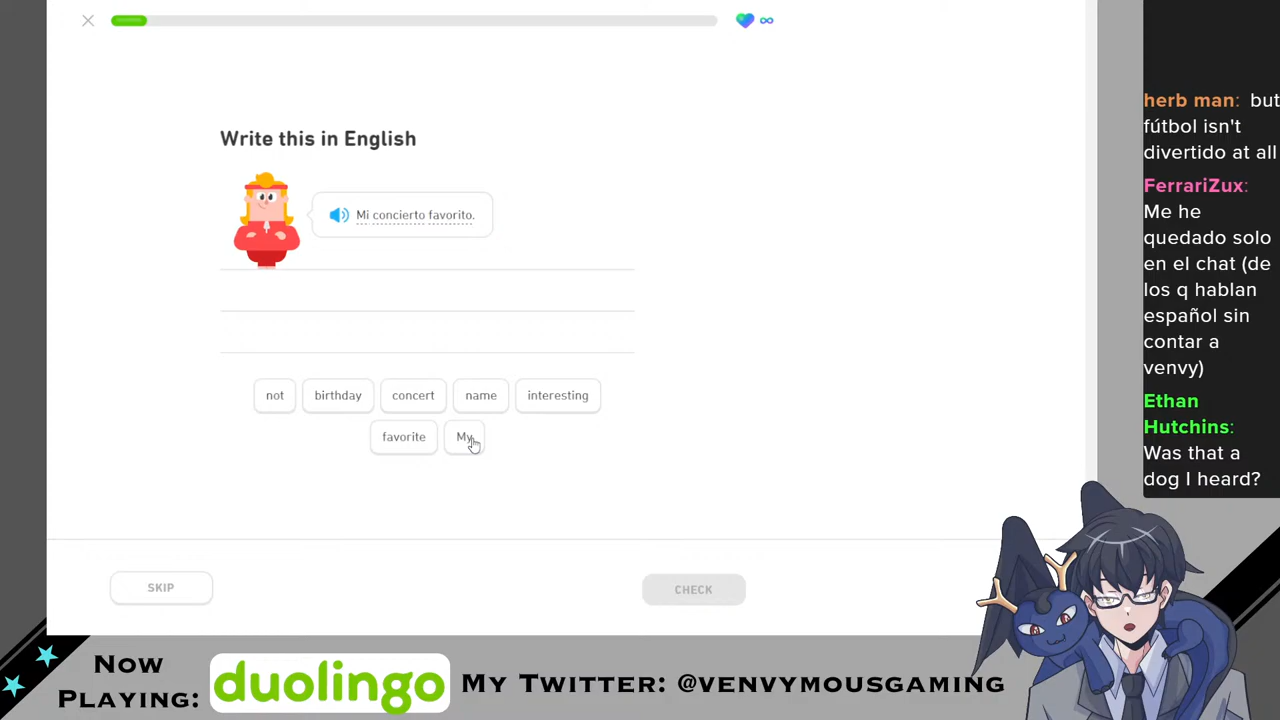 Write this in English
Mi concierto favorito.
not birthday concert name interesting
favorite My
SKIP
CHECK
herb man: but
fútbol isn't
divertido at all
FerrariZux:
Me he
quedado solo
en el chat (de
los q hablan
español sin
contar a
venvy)
Ethan
Hutchins:
Was that a
dog I heard?
Now
Playing:
duolingo
My Twitter: @venvymousgaming